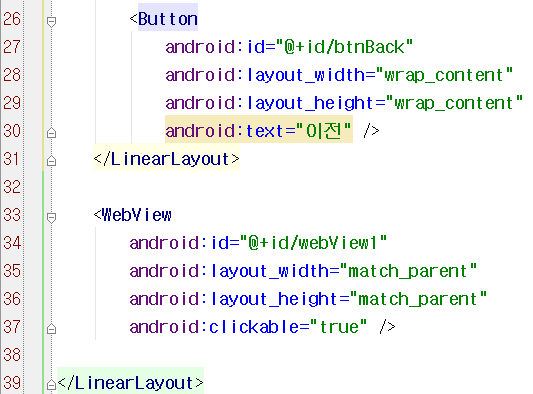 26 <Button
27 android:id="@+id/btnBack"
28 android:layout_width="wrap_content"
29 android:layout_height="wrap_content"
30 android:text="이전" />
31 </LinearLayout>
32
33 <WebView
34 android:id="@+id/webView1"
35 android:layout_width="match_parent"
36 android:layout_height="match_parent"
37 android:clickable="true" />
38
39 </LinearLayout>